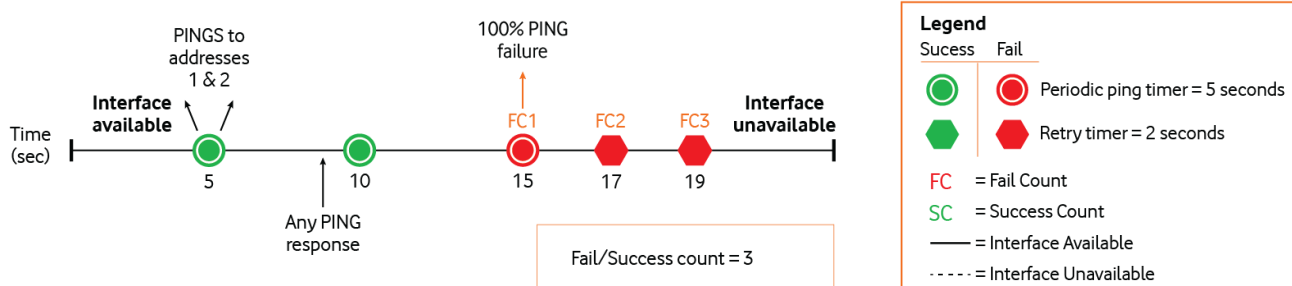 PINGS to
addresses
1 & 2
100% PING
failure
Interface
available
Interface
unavailable
FC1
FC2
FC3
Time
(sec)
5
10
15
17
19
Any PING
response
Fail/Success count = 3
Legend
Sucess Fail
Periodic ping timer = 5 seconds
Retry timer = 2 seconds
FC = Fail Count
SC = Success Count
= Interface Available
= Interface Unavailable